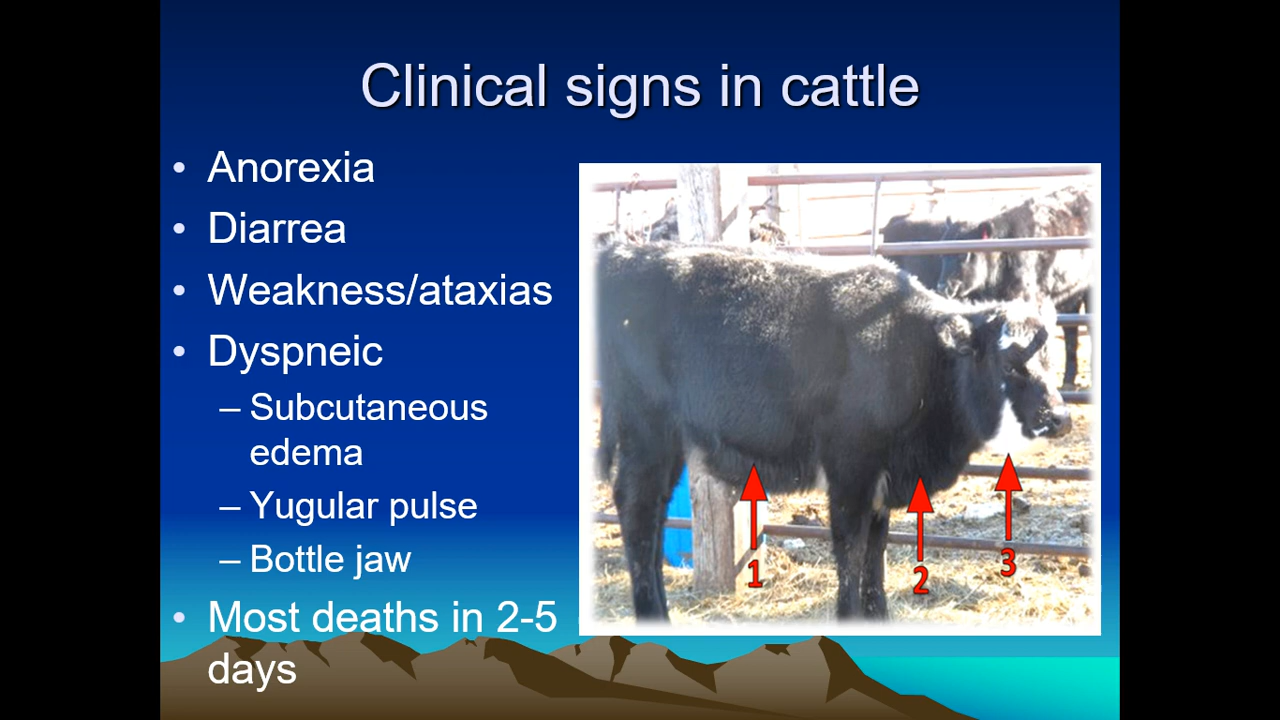 Clinical signs in cattle
• Anorexia
• Diarrea
• Weakness/ataxias
• Dyspneic
– Subcutaneous
edema
– Yugular pulse
– Bottle jaw
• Most deaths in 2-5
days
1
2
3